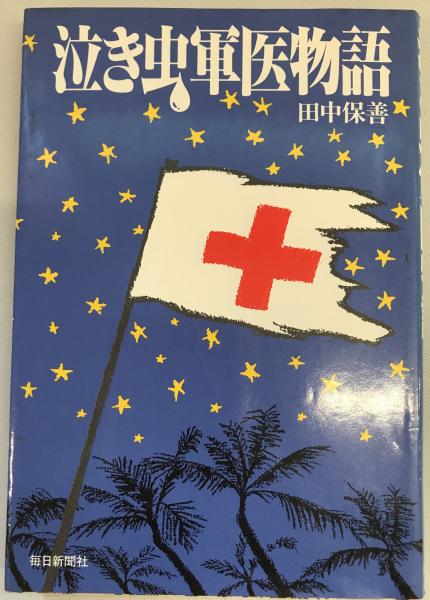 泣き虫軍医物語
田中保善
毎日新聞社